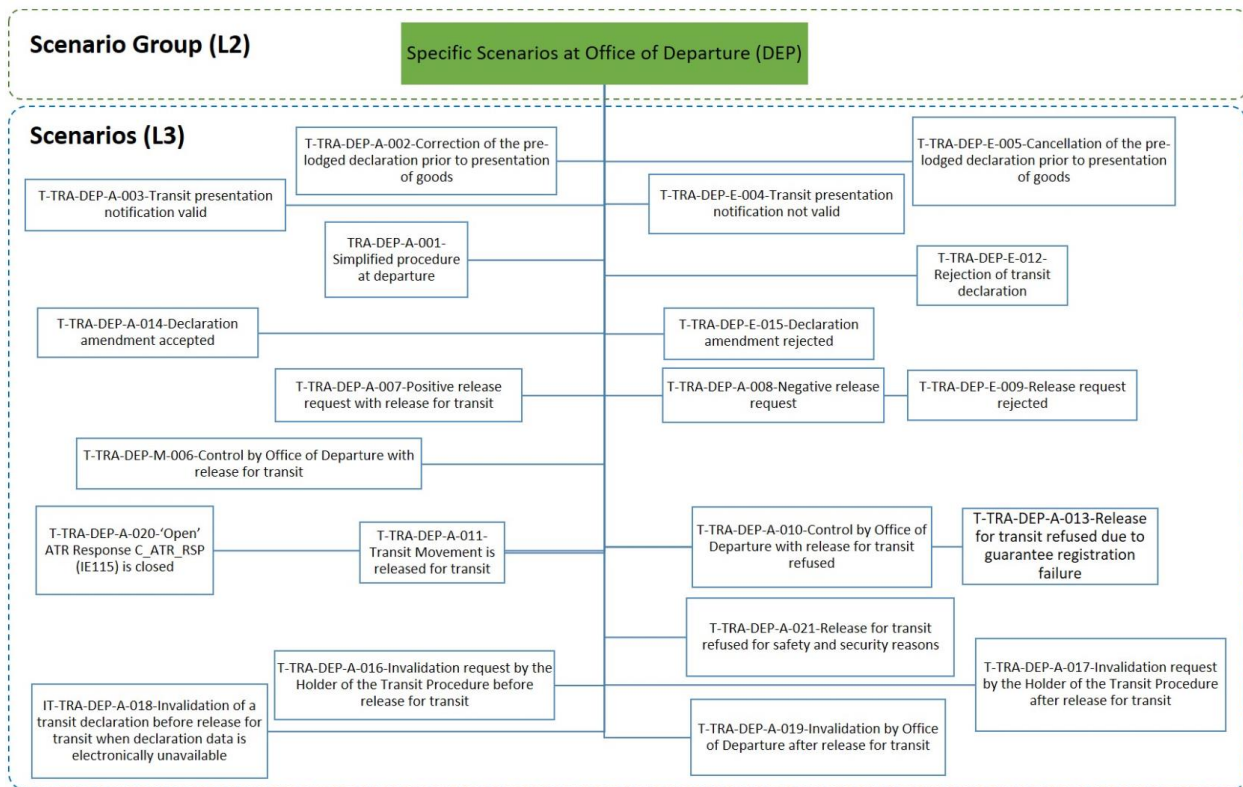 Scenario Group (L2)
Specific Scenarios at Office of Departure (DEP)
Scenarios (L3)
T-TRA-DEP-A-002-Correction of the pre-
lodged declaration prior to presentation
of goods
T-TRA-DEP-E-005-Cancellation of the pre-
lodged declaration prior to presentation
of goods
T-TRA-DEP-A-003-Transit presentation
notification valid
T-TRA-DEP-E-004-Transit presentation
notification not valid
TRA-DEP-A-001-
Simplified procedure
at departure
T-TRA-DEP-E-012-
Rejection of transit
declaration
T-TRA-DEP-A-014-Declaration
amendment accepted
T-TRA-DEP-E-015-Declaration
amendment rejected
T-TRA-DEP-A-007-Positive release
request with release for transit
T-TRA-DEP-A-008-Negative release
request
T-TRA-DEP-E-009-Release request
rejected
T-TRA-DEP-M-006-Control by Office of Departure with
release for transit
T-TRA-DEP-A-020-‘Open’
ATR Response C_ATR_RSP
(IE115) is closed
T-TRA-DEP-A-011-
Transit Movement is
released for transit
T-TRA-DEP-A-010-Control by Office of
Departure with release for transit
refused
T-TRA-DEP-A-013-Release
for transit refused due to
guarantee registration
failure
T-TRA-DEP-A-021-Release for transit
refused for safety and security reasons
T-TRA-DEP-A-016-Invalidation request by the
Holder of the Transit Procedure before
release for transit
T-TRA-DEP-A-017-Invalidation request
by the Holder of the Transit Procedure
after release for transit
IT-TRA-DEP-A-018-Invalidation of a
transit declaration before release for
transit when declaration data is
electronically unavailable
T-TRA-DEP-A-019-Invalidation by Office
of Departure after release for transit